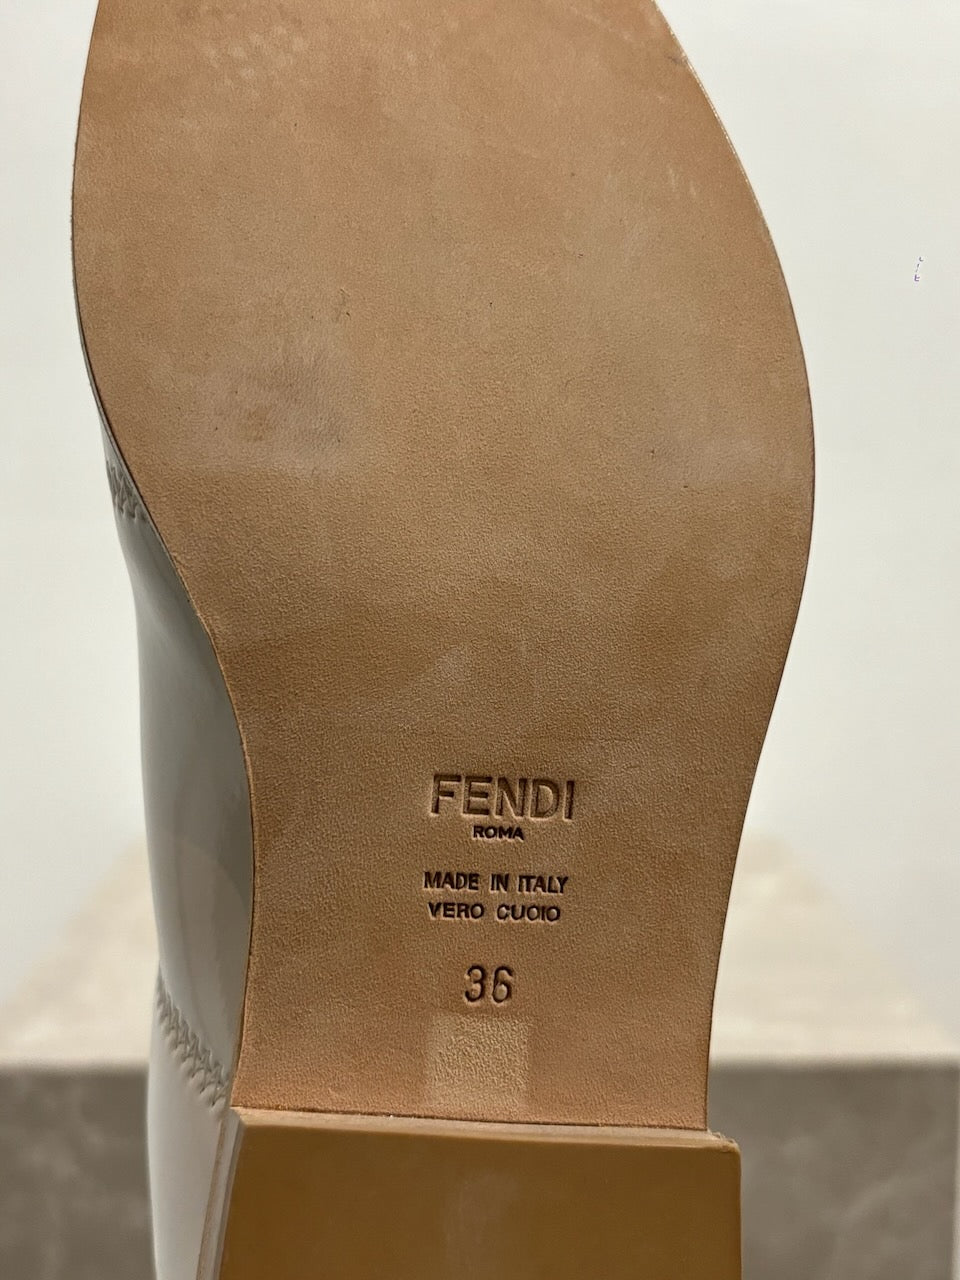 FENDI
ROMA
MADE IN ITALY
VERO CUOIO
36